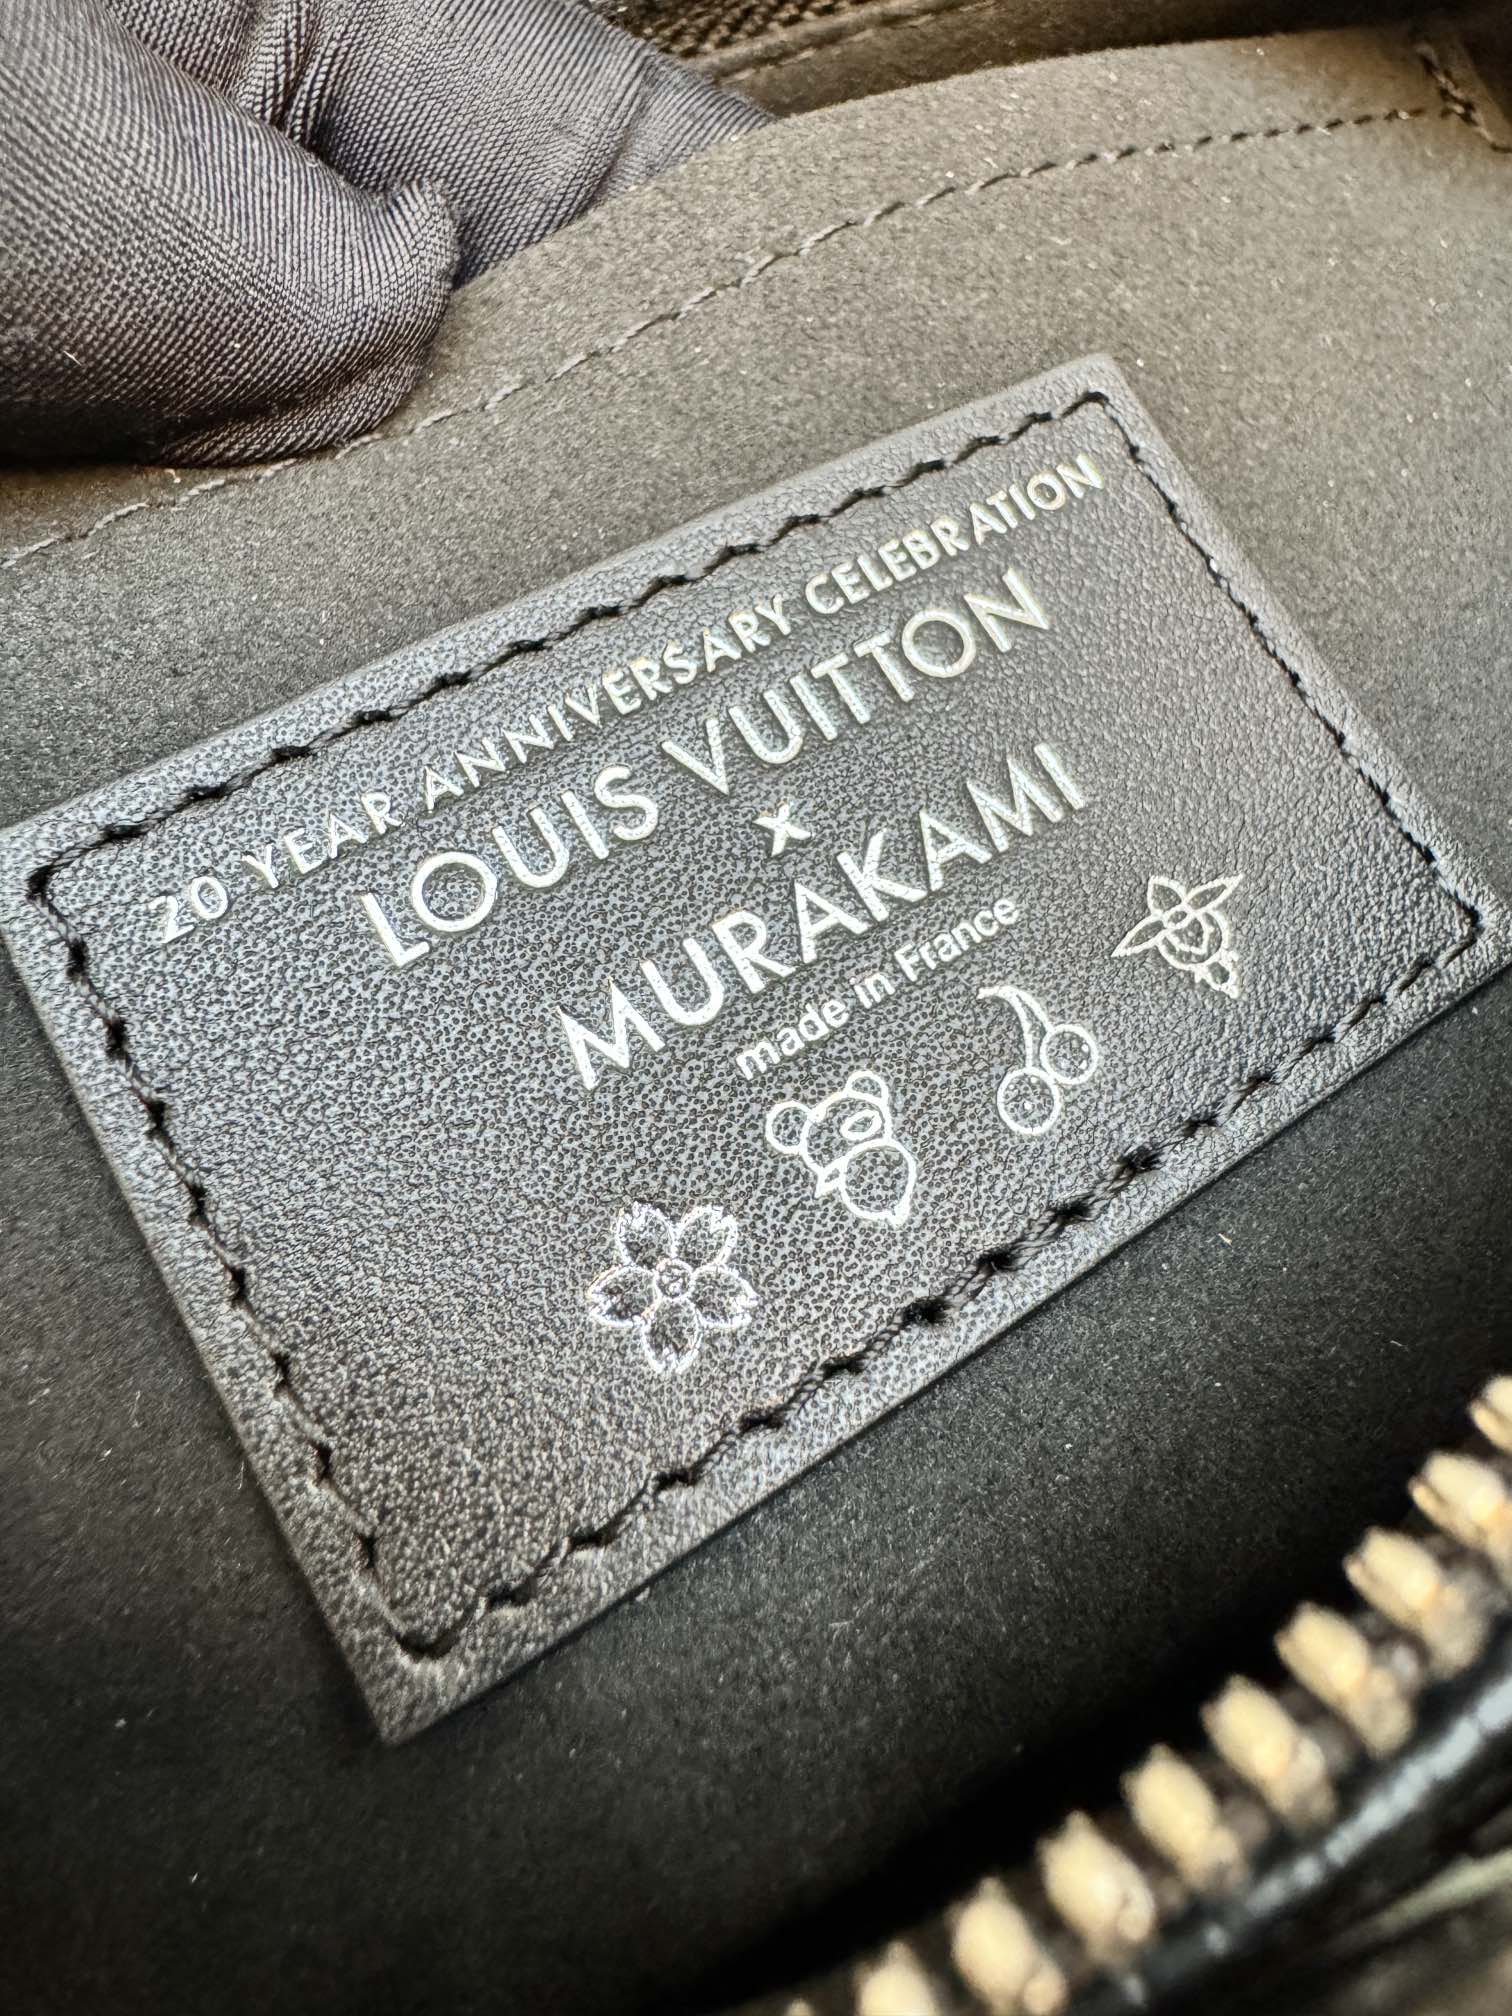 20 YEAR ANNIVERSARY CELEBRATION
LOUIS VUITTON
x
MURAKAMI
made in France